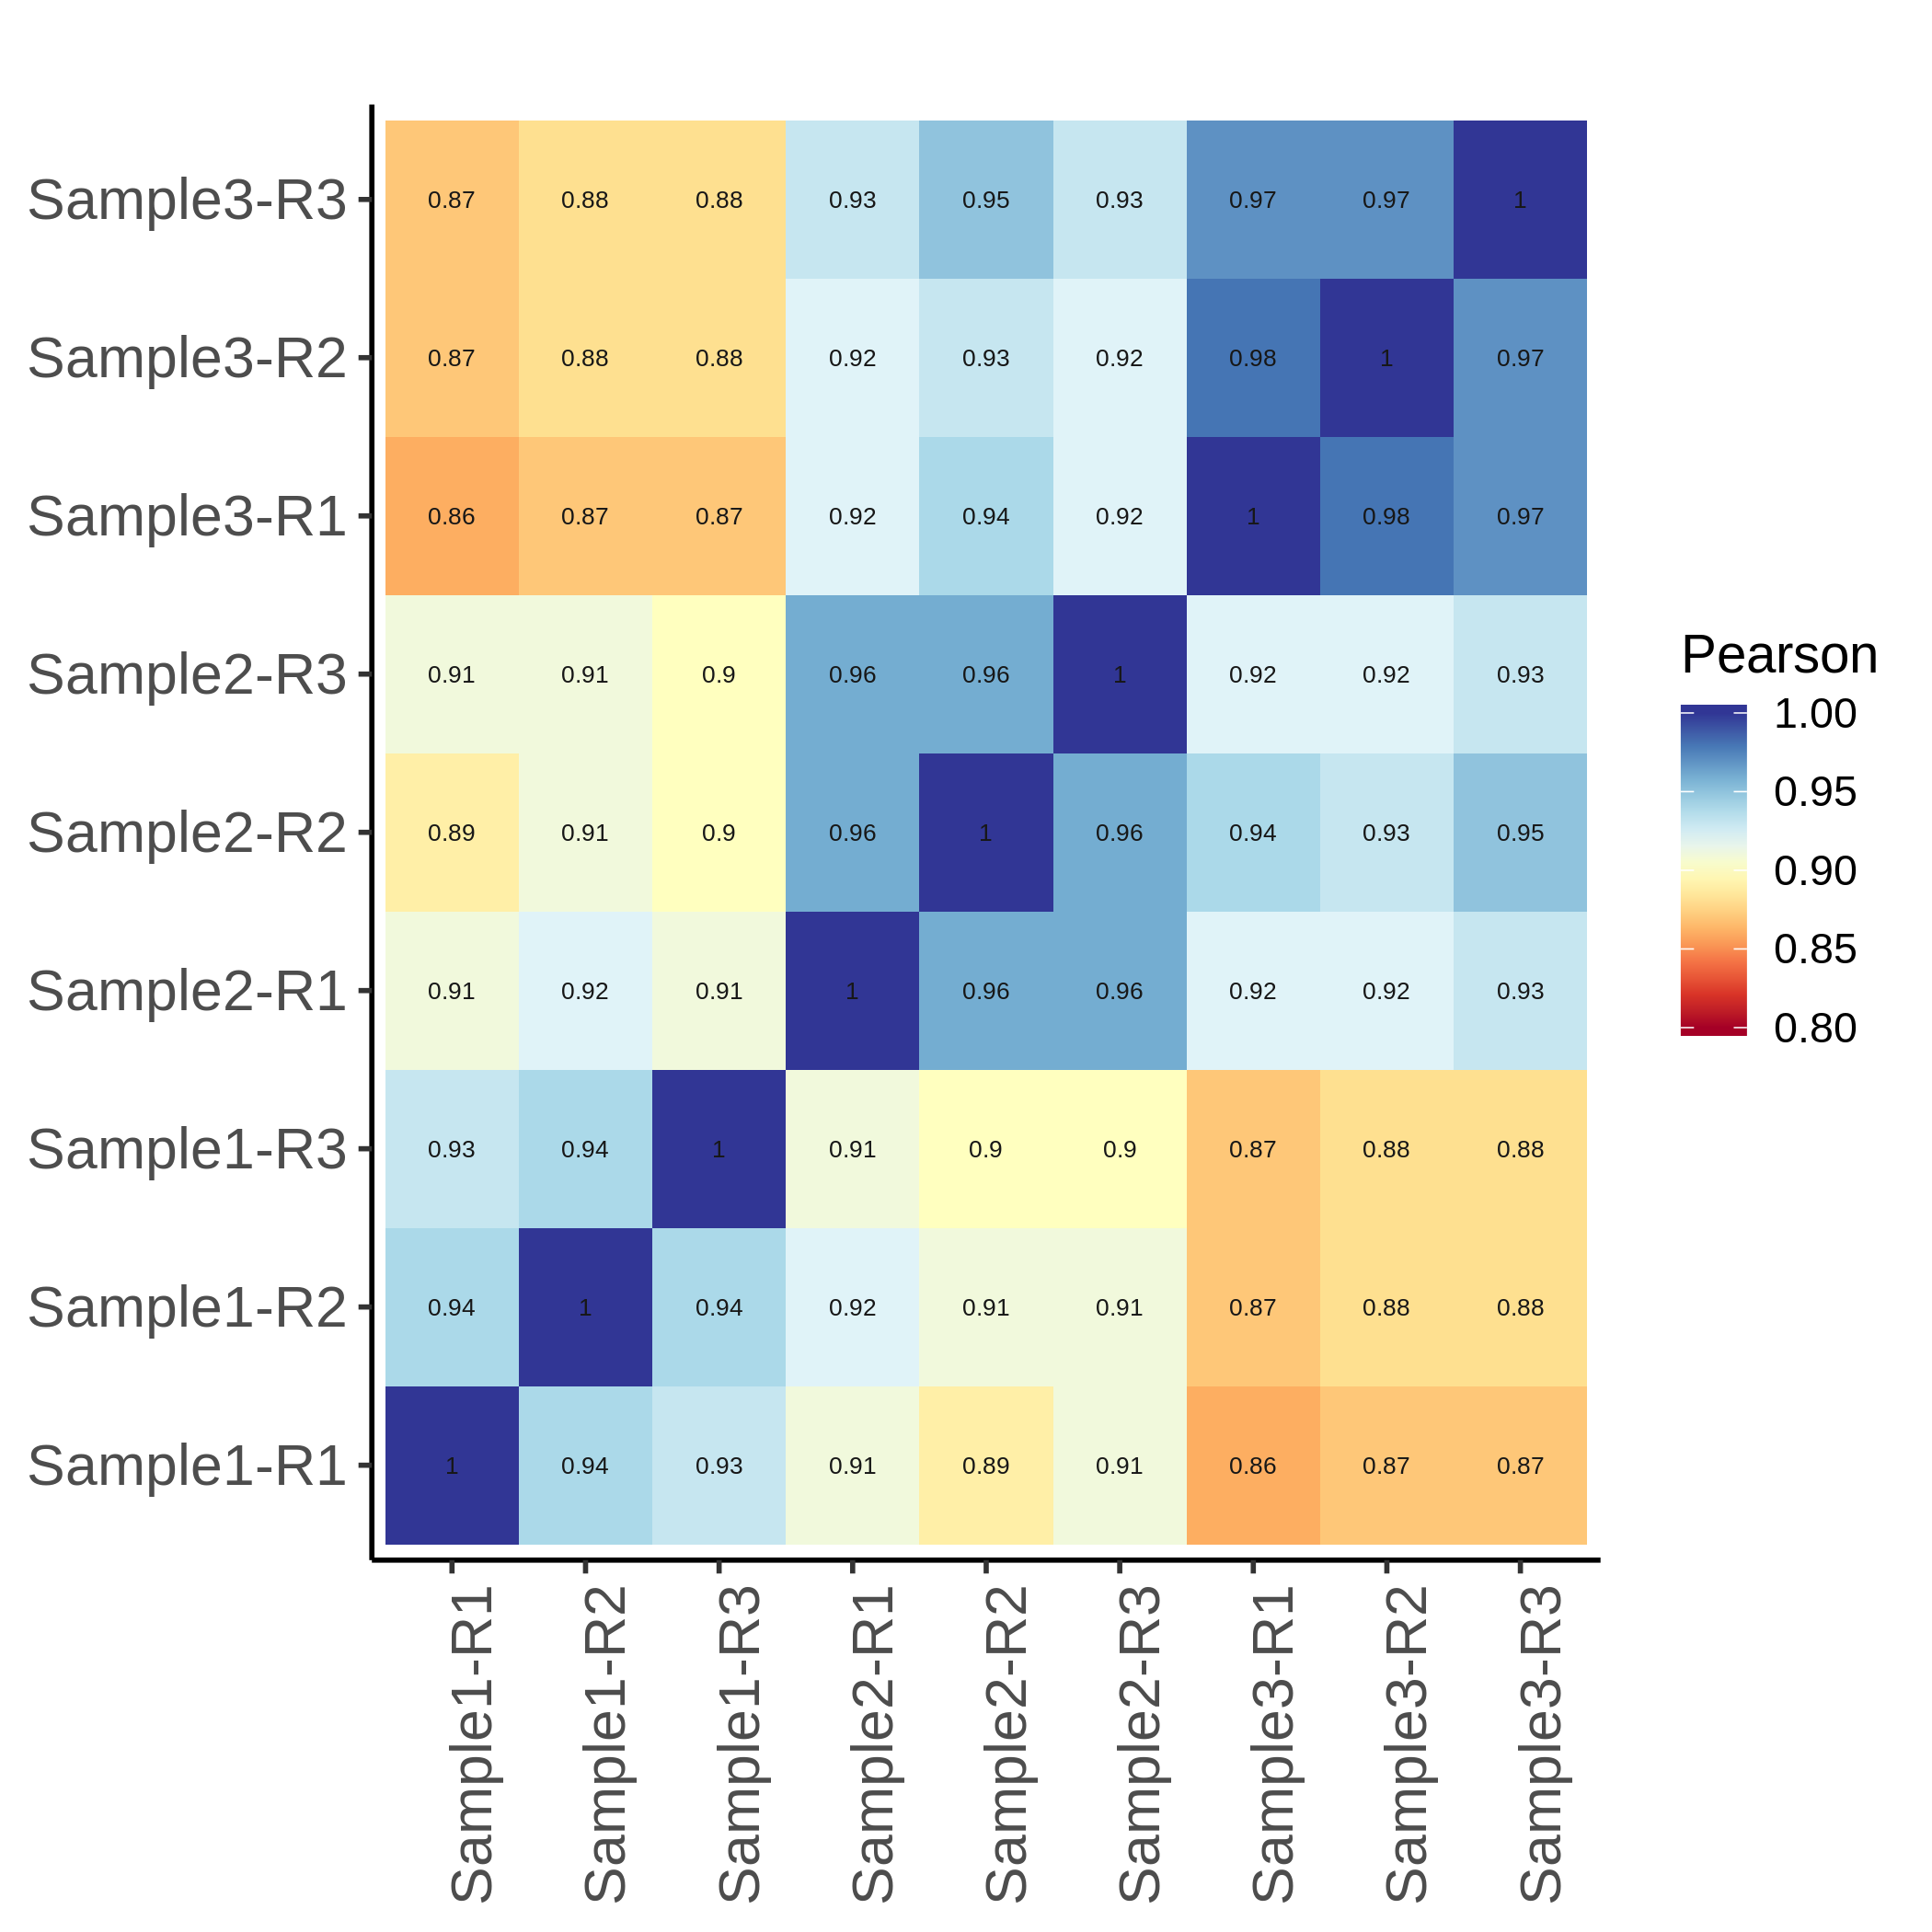 Sample3-R3 0.87 0.88 0.88 0.93 0.95 0.93 0.97 0.97 1
Sample3-R2 0.87 0.88 0.88 0.92 0.93 0.92 0.98 1 0.97
Sample3-R1 0.86 0.87 0.87 0.92 0.94 0.92 1 0.98 0.97
Sample2-R3 0.91 0.91 0.9 0.96 0.96 1 0.92 0.92 0.93
Sample2-R2 0.89 0.91 0.9 0.96 1 0.96 0.94 0.93 0.95
Sample2-R1 0.91 0.92 0.91 1 0.96 0.96 0.92 0.92 0.93
Sample1-R3 0.93 0.94 1 0.91 0.9 0.9 0.87 0.88 0.88
Sample1-R2 0.94 1 0.94 0.92 0.91 0.91 0.87 0.88 0.88
Sample1-R1 1 0.94 0.93 0.91 0.89 0.91 0.86 0.87 0.87
Sample1-R1
Sample1-R2
Sample1-R3
Sample2-R1
Sample2-R2
Sample2-R3
Sample3-R1
Sample3-R2
Sample3-R3
Pearson
1.00
0.95
0.90
0.85
0.80